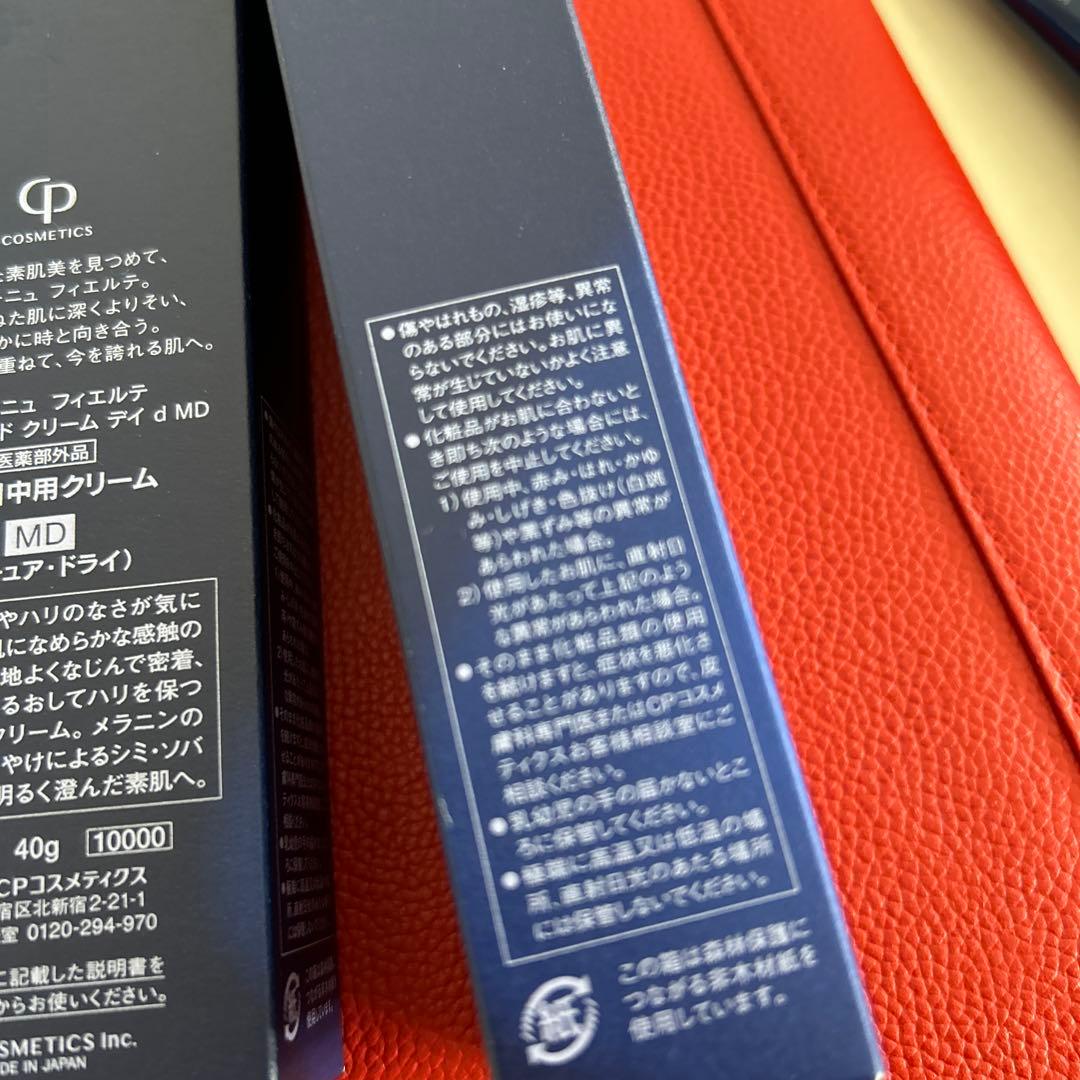 CP
COSMETICS
素肌美を見つめて、
ニュ フィエルテ。
ねた肌に深くよりそい、
かに時と向き合う。
重ねて、今を誇れる肌へ。
ニュ フィエルテ
ド クリーム デイ d MD
医薬部外品
中用クリーム
MD
チュア・ドライ）
やハリのなさが気に
肌になめらかな感触の
地よくなじんで密着、
るおしてハリを保つ
クリーム。メラニンの
やけによるシミ・ソバ
明るく澄んだ素肌へ。
40g 10000
CPコスメティクス
宿区北新宿2-21-1
室 0120-294-970
に記載した説明書を
からお使いください。
SMETICS Inc.
DE IN JAPAN
●傷やはれもの、湿疹等、異常
のある部分にはお使いにな
らないでください。お肌に異
常が生じていないかよく注意
して使用してください。
●化粧品がお肌に合わないと
き即ち次のような場合には、
ご使用を中止してください。
1）使用中、赤み・はれ・かゆ
み・しげき・色抜け（白斑
等）や黒ずみ等の異常が
あらわれた場合。
2）使用したお肌に、直射日
光があたって上記のよう
な異常があらわれた場合。
●そのまま化粧品類の使用
を続けますと、症状を悪化さ
せることがありますので、皮
膚科専門医またはCPコスメ
ティクスお客様相談室にご
相談ください。
●乳幼児の手の届かないとこ
ろに保管してください。
●極端に高温又は低温の場
所、直射日光のあたる場所
には保管しないでください。
紙
この箱は森林保護に
つながる茶木材紙を
使用しています。